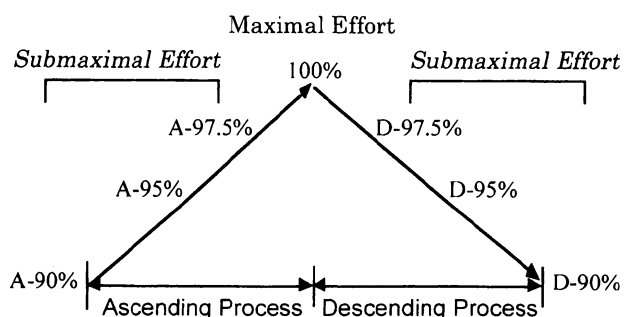 Maximal Effort
Submaximal Effort
Submaximal Effort
100%
A-97.5%
D-97.5%
A-95%
D-95%
A-90%
D-90%
Ascending Process
Descending Process